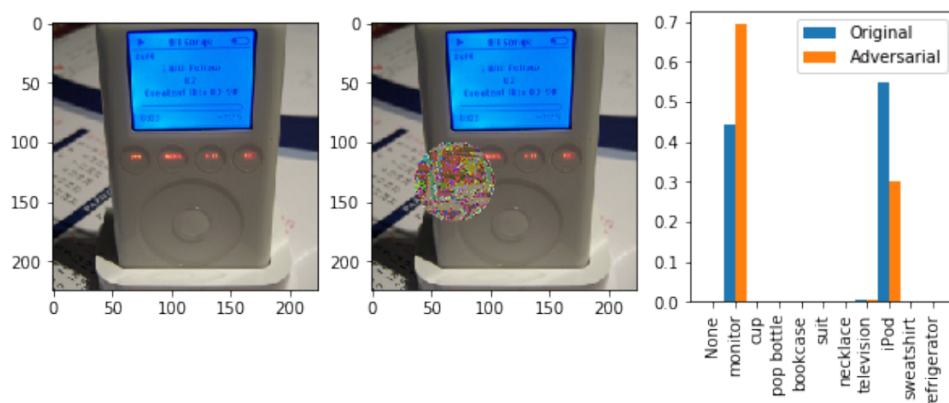 0
50
100
150
200
0 50 100 150 200
0
50
100
150
200
0 50 100 150 200
0.7
0.6
0.5
0.4
0.3
0.2
0.1
0.0
Original
Adversarial
None
monitor
cup
pop bottle
bookcase
suit
necklace
television
iPod
sweatshirt
refrigerator